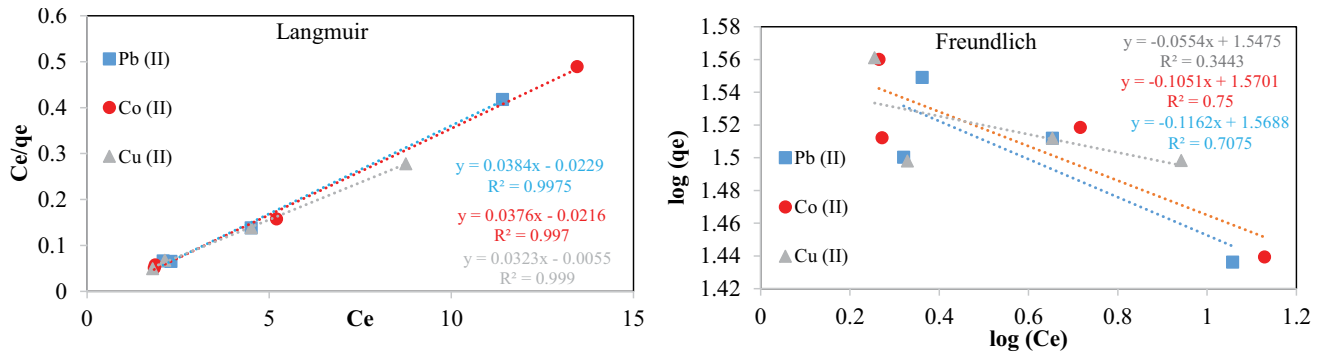 Langmuir
Pb (II)
Co (II)
Cu (II)
Ce/qe
0.6
0.5
0.4
0.3
0.2
0.1
0
y = 0.0384x - 0.0229
R² = 0.9975
y = 0.0376x - 0.0216
R² = 0.997
y = 0.0323x - 0.0055
R² = 0.999
0 5 10 15
Ce
Freundlich
y = -0.0554x + 1.5475
R² = 0.3443
y = -0.1051x + 1.5701
R² = 0.75
y = -0.1162x + 1.5688
R² = 0.7075
log (qe)
1.58
1.56
1.54
1.52
1.5
1.48
1.46
1.44
1.42
Pb (II)
Co (II)
Cu (II)
0 0.2 0.4 0.6 0.8 1 1.2
log (Ce)